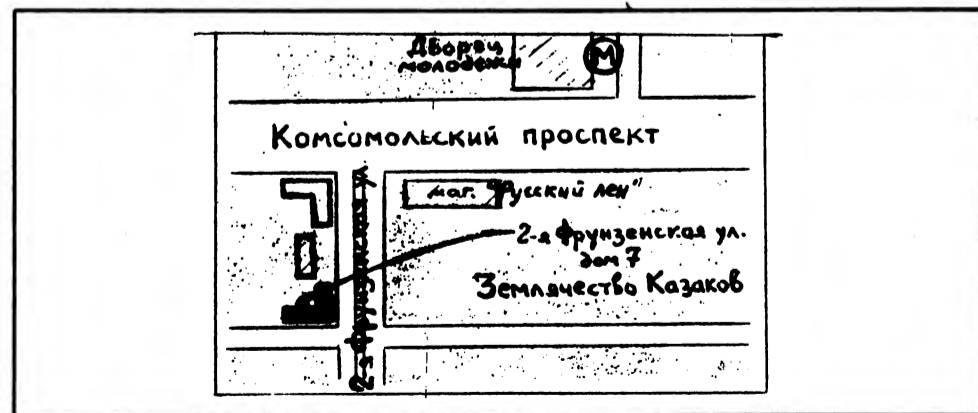 Дворец
молодежи
М
Комсомольский проспект
маг. "Русский лен"
2-я Фрунзенская ул.
дом 7
Землячество Казаков
2-я Фрунзенская ул